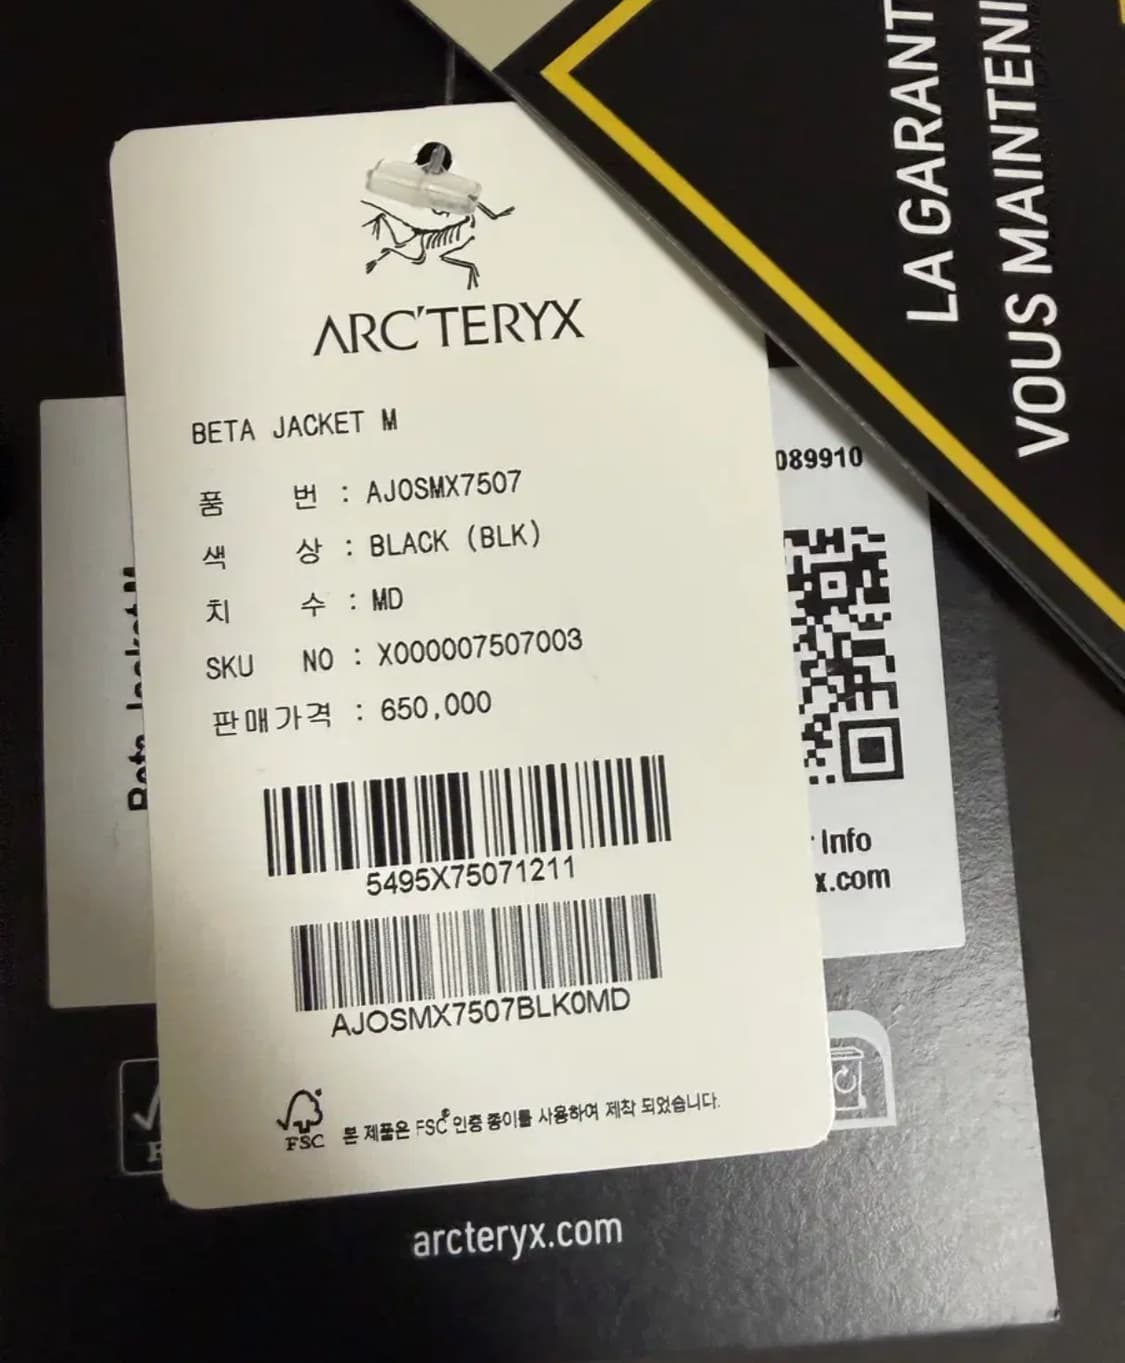 ARC'TERYX
BETA JACKET M
품 번 : AJOSMX7507
색 상 : BLACK (BLK)
치 수 : MD
SKU NO : X000007507003
판매가격 : 650,000
5495X75071211
AJOSMX7507BLK0MD
FSC
본 제품은 FSC® 인증 종이를 사용하여 제작 되었습니다.
LA GARANT
VOUS MAINTENI
089910
Info
x.com
Beta Jacket M
arcteryx.com